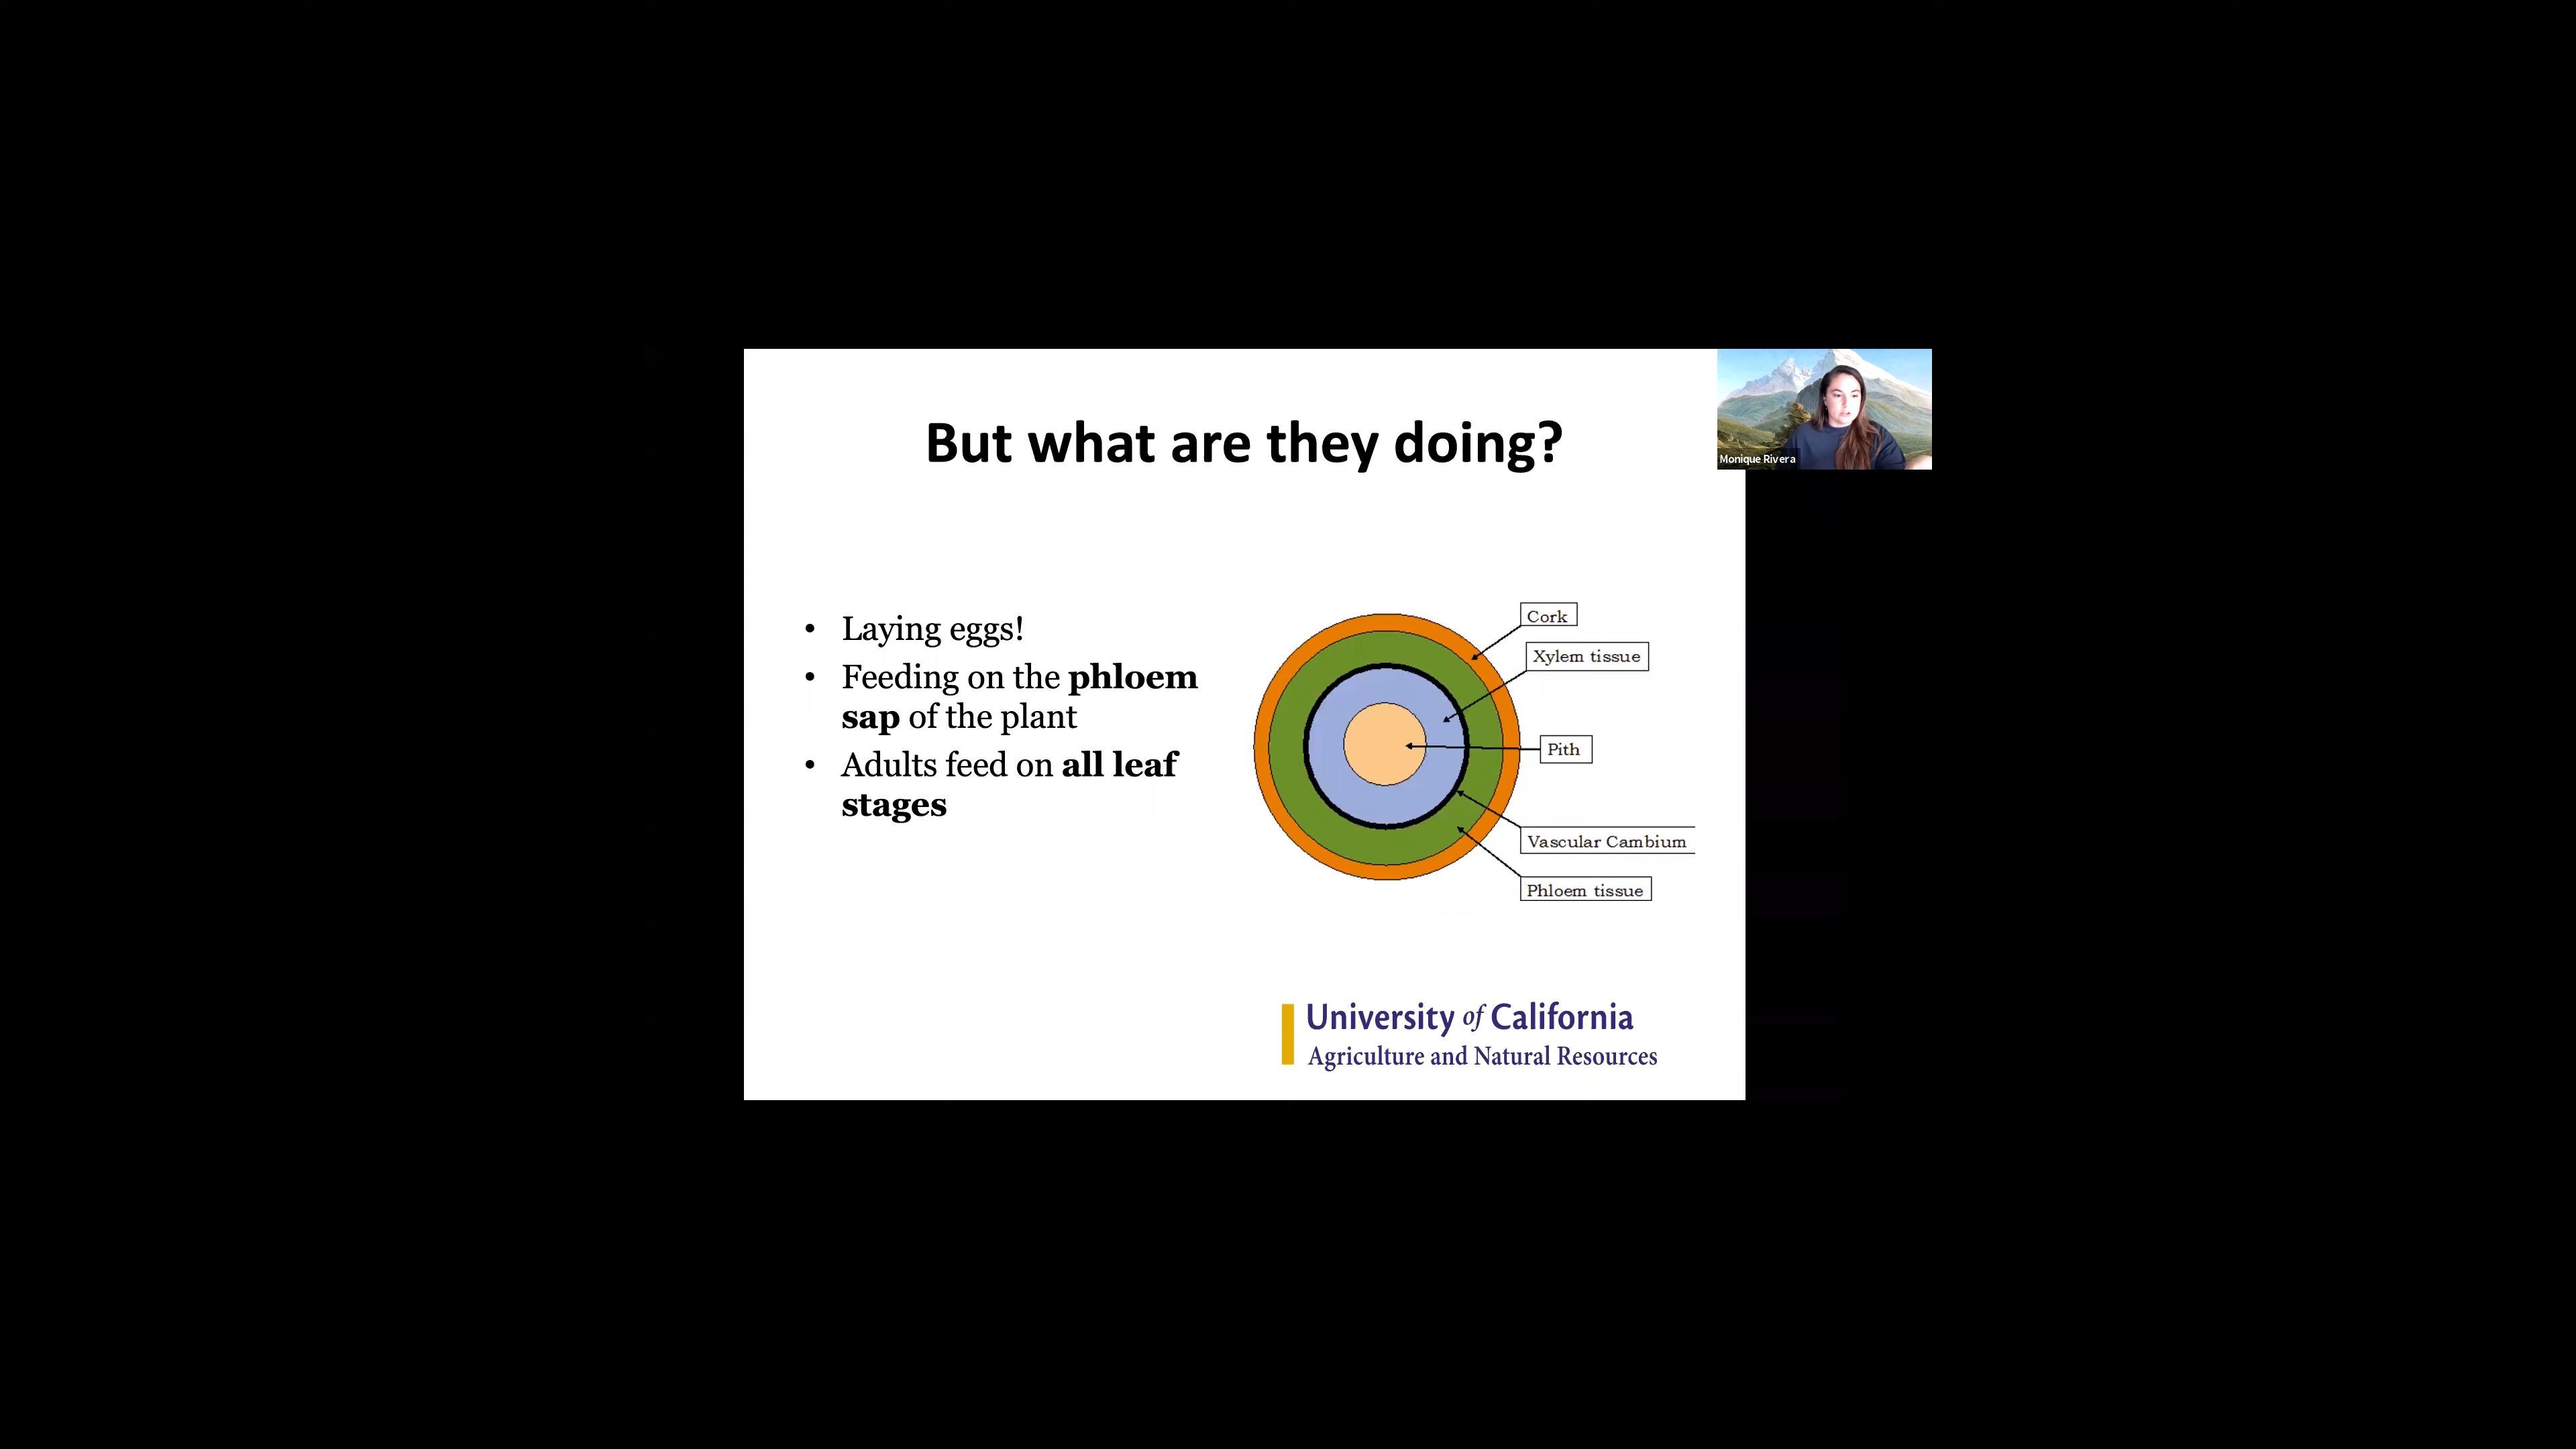 But what are they doing?
Monique Rivera
• Laying eggs!
• Feeding on the phloem
sap of the plant
• Adults feed on all leaf
stages
Cork
Xylem tissue
Pith
Vascular Cambium
Phloem tissue
University of California
Agriculture and Natural Resources